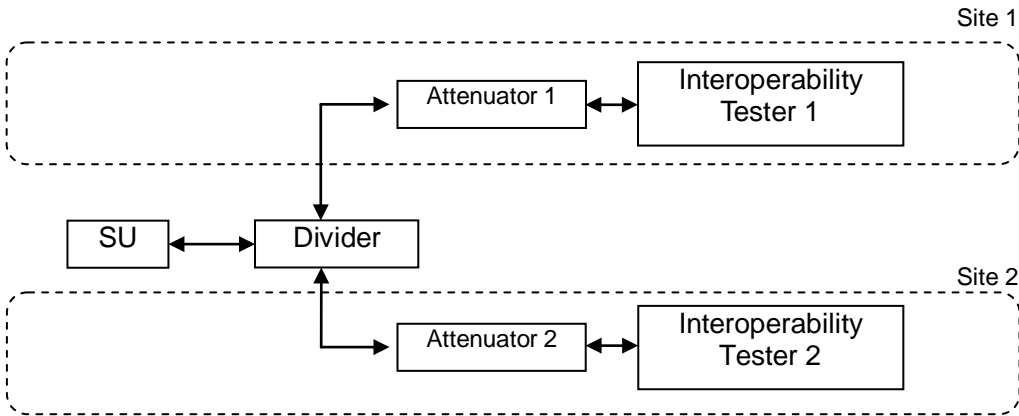 Site 1
Attenuator 1
Interoperability
Tester 1
SU
Divider
Site 2
Attenuator 2
Interoperability
Tester 2